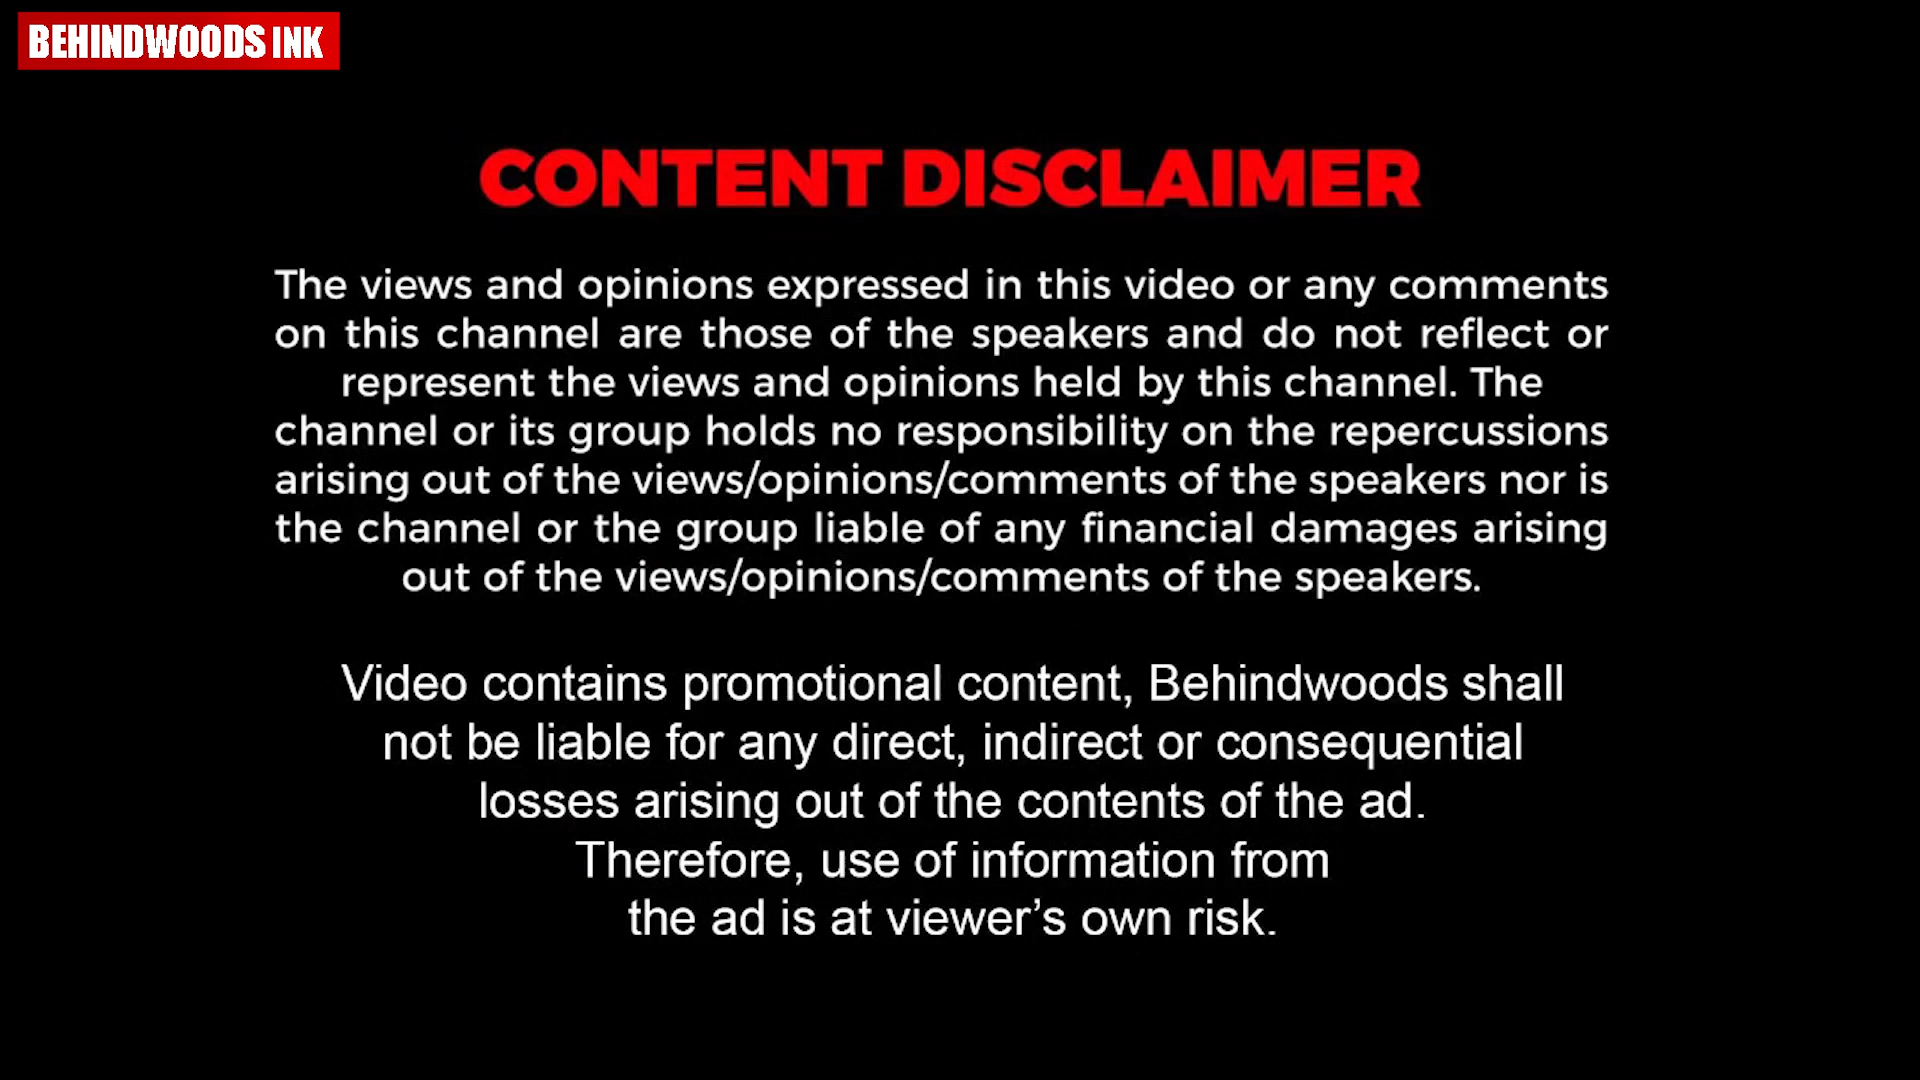 BEHINDWOODS INK
CONTENT DISCLAIMER
The views and opinions expressed in this video or any comments
on this channel are those of the speakers and do not reflect or
represent the views and opinions held by this channel. The
channel or its group holds no responsibility on the repercussions
arising out of the views/opinions/comments of the speakers nor is
the channel or the group liable of any financial damages arising
out of the views/opinions/comments of the speakers.
Video contains promotional content, Behindwoods shall
not be liable for any direct, indirect or consequential
losses arising out of the contents of the ad.
Therefore, use of information from
the ad is at viewer’s own risk.